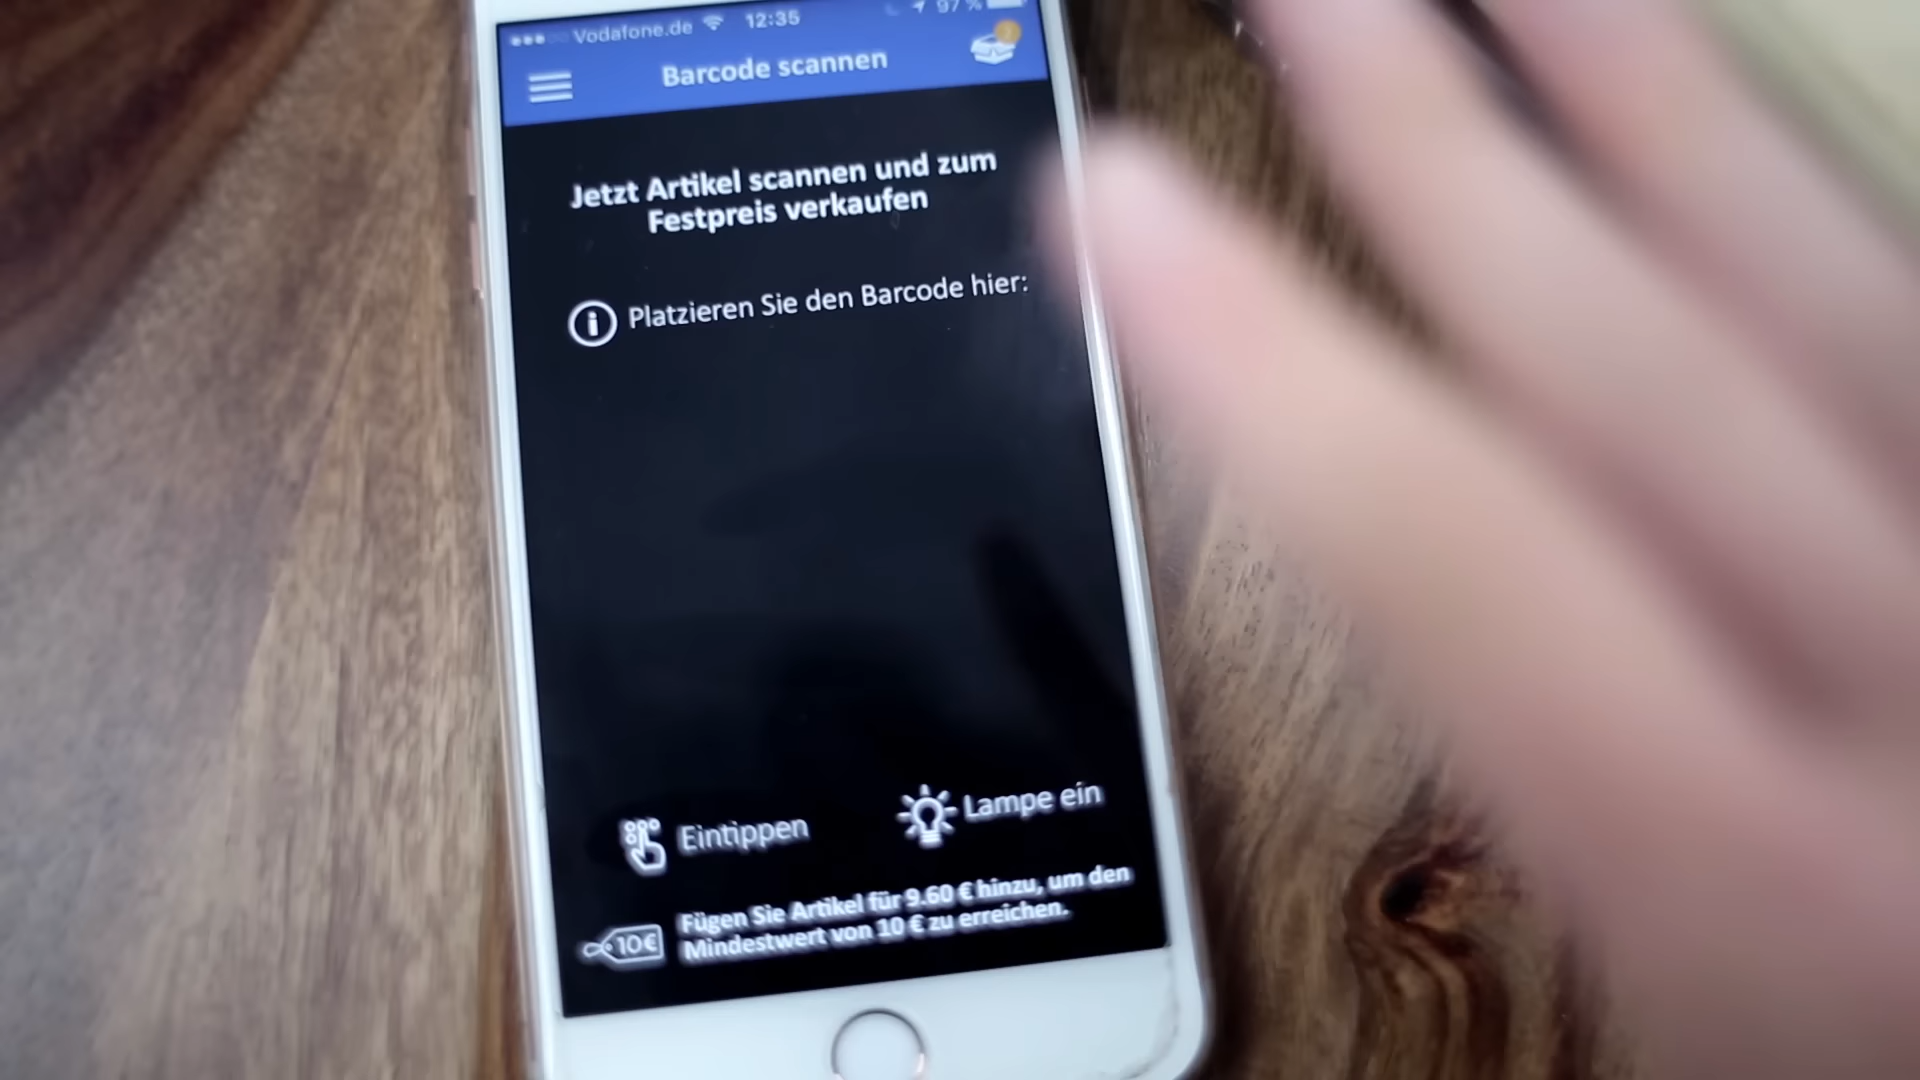 Vodafone.de 12:35 97 %
Barcode scannen
Jetzt Artikel scannen und zum
Festpreis verkaufen
Platzieren Sie den Barcode hier:
Eintippen
Lampe ein
10€
Fügen Sie Artikel für 9.60 € hinzu, um den
Mindestwert von 10 € zu erreichen.